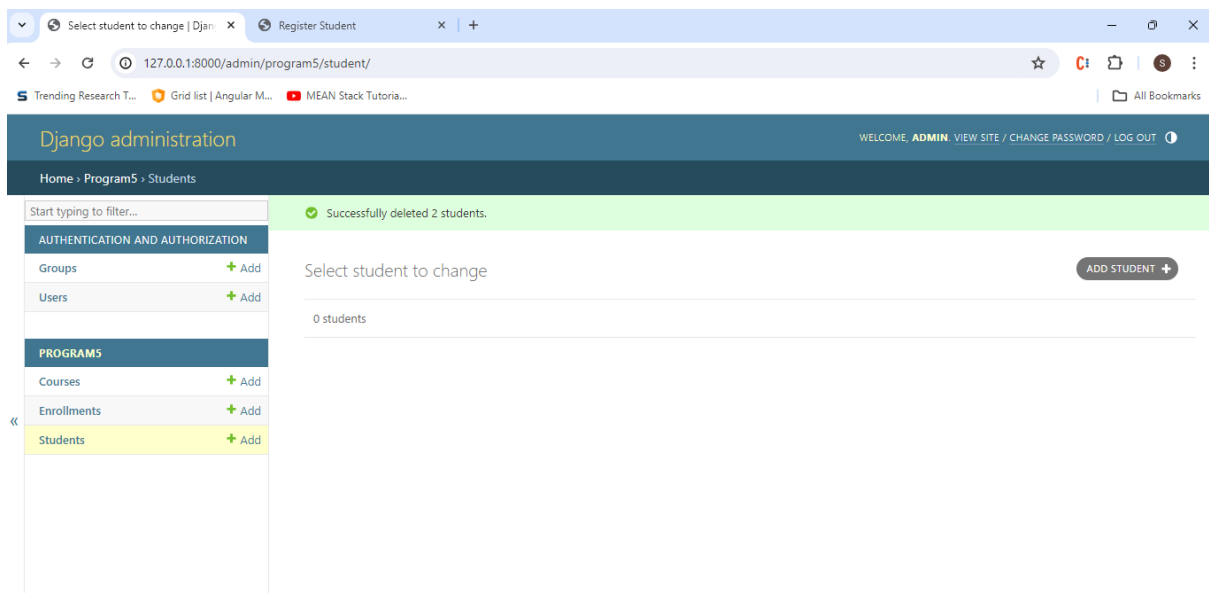 Select student to change | Djan
Register Student
127.0.0.1:8000/admin/program5/student/
S
Trending Research T...
Grid list | Angular M...
MEAN Stack Tutoria...
All Bookmarks
Django administration
WELCOME, ADMIN. VIEW SITE / CHANGE PASSWORD / LOG OUT
Home › Program5 › Students
Start typing to filter...
Successfully deleted 2 students.
AUTHENTICATION AND AUTHORIZATION
Groups + Add
Select student to change
ADD STUDENT +
Users + Add
0 students
PROGRAM5
Courses + Add
Enrollments + Add
«
Students + Add